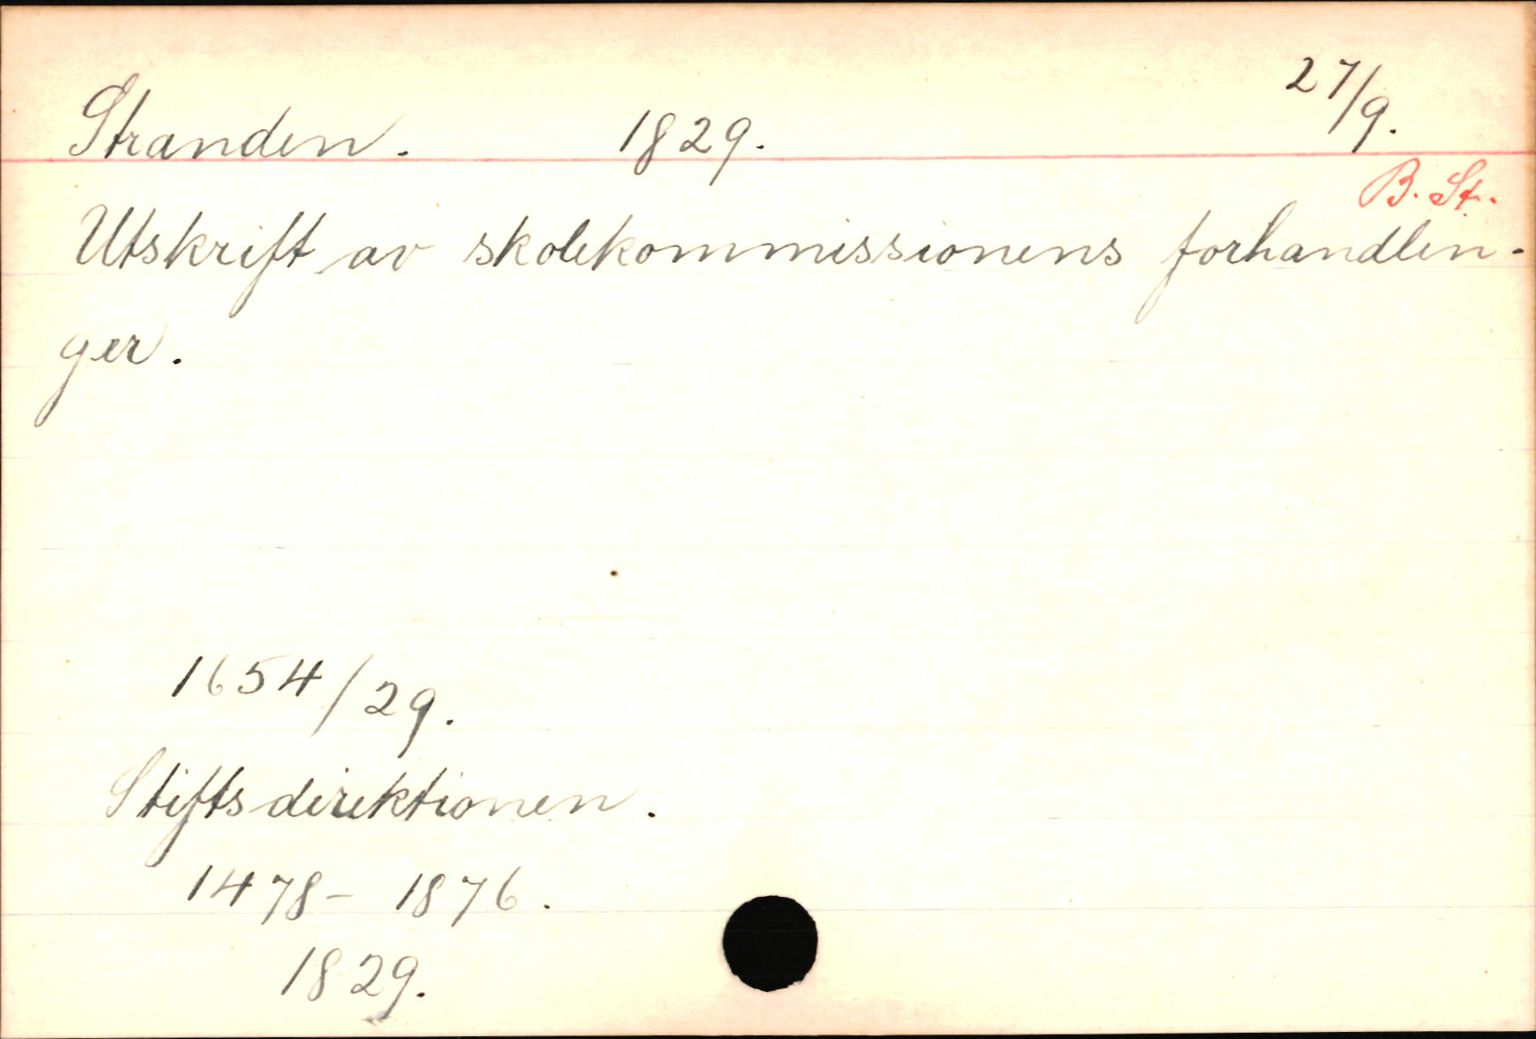 Stranden. 1829. 27/9.
B. St.
Utskrift av skolekommissionens forhandlin-
ger.
1654/29.
Stiftsdirektionen.
1478- 1876.
1829.